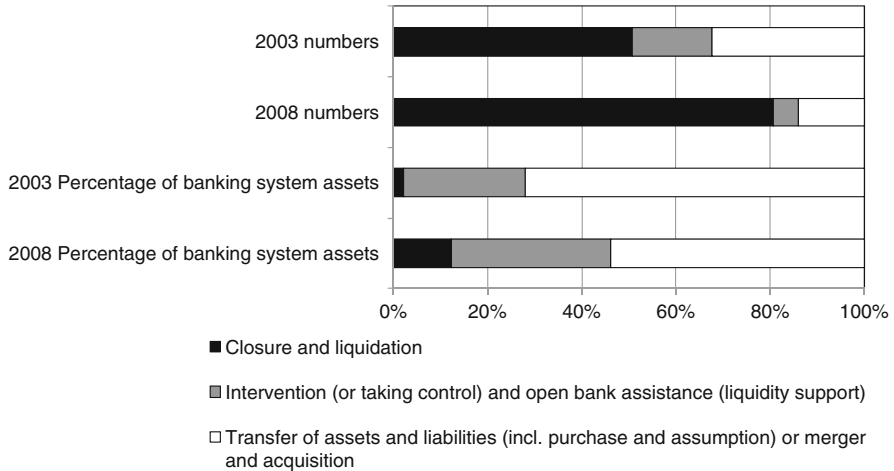 2003 numbers
2008 numbers
2003 Percentage of banking system assets
2008 Percentage of banking system assets
0% 20% 40% 60% 80% 100%
Closure and liquidation
Intervention (or taking control) and open bank assistance (liquidity support)
Transfer of assets and liabilities (incl. purchase and assumption) or merger
and acquisition